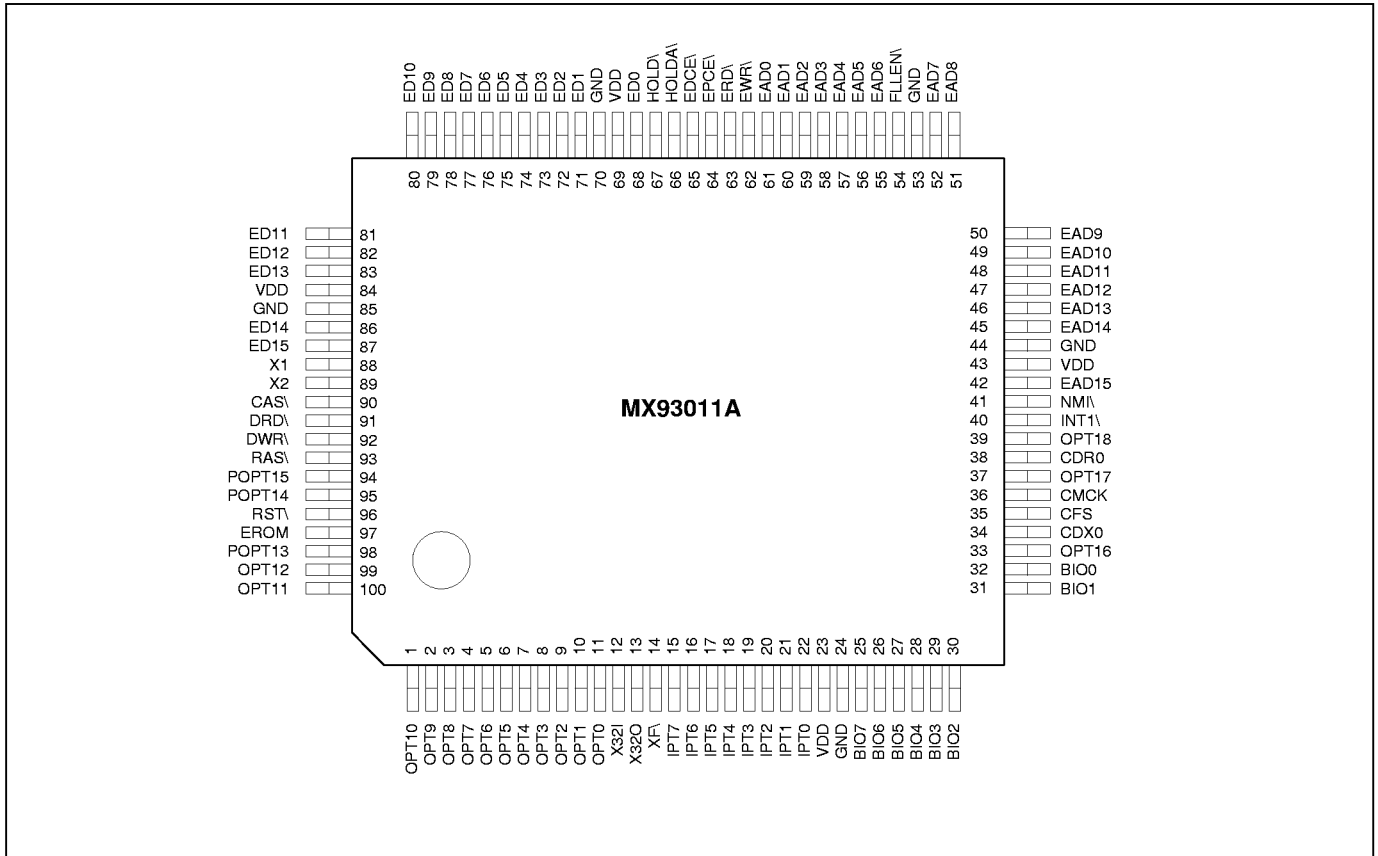 ED10 ED9 ED8 ED7 ED6 ED5 ED4 ED3 ED2 ED1 GND VDD ED0 HOLD\ HOLDA\ EDCE\ EPCE\ ERD\ EWR\ EAD0 EAD1 EAD2 EAD3 EAD4 EAD5 EAD6 FLLEN\ GND EAD7 EAD8
80 79 78 77 76 75 74 73 72 71 70 69 68 67 66 65 64 63 62 61 60 59 58 57 56 55 54 53 52 51
ED11 81
ED12 82
ED13 83
VDD 84
GND 85
ED14 86
ED15 87
X1 88
X2 89
CAS\ 90
DRD\ 91
DWR\ 92
RAS\ 93
POPT15 94
POPT14 95
RST\ 96
EROM 97
POPT13 98
OPT12 99
OPT11 100
MX93011A
50 EAD9
49 EAD10
48 EAD11
47 EAD12
46 EAD13
45 EAD14
44 GND
43 VDD
42 EAD15
41 NMI\
40 INT1\
39 OPT18
38 CDR0
37 OPT17
36 CMCK
35 CFS
34 CDX0
33 OPT16
32 BIO0
31 BIO1
1 2 3 4 5 6 7 8 9 10 11 12 13 14 15 16 17 18 19 20 21 22 23 24 25 26 27 28 29 30
OPT10 OPT9 OPT8 OPT7 OPT6 OPT5 OPT4 OPT3 OPT2 OPT1 OPT0 X32I X32O XF\ IPT7 IPT6 IPT5 IPT4 IPT3 IPT2 IPT1 IPT0 VDD GND BIO7 BIO6 BIO5 BIO4 BIO3 BIO2